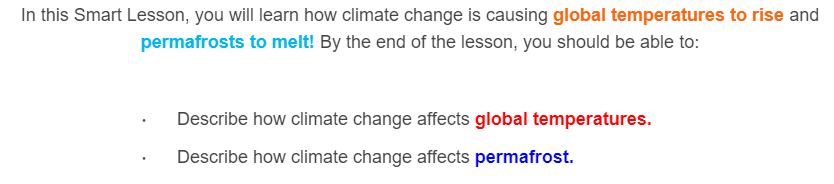 In this Smart Lesson, you will learn how climate change is causing global temperatures to rise and
permafrosts to melt! By the end of the lesson, you should be able to:
· Describe how climate change affects global temperatures.
· Describe how climate change affects permafrost.